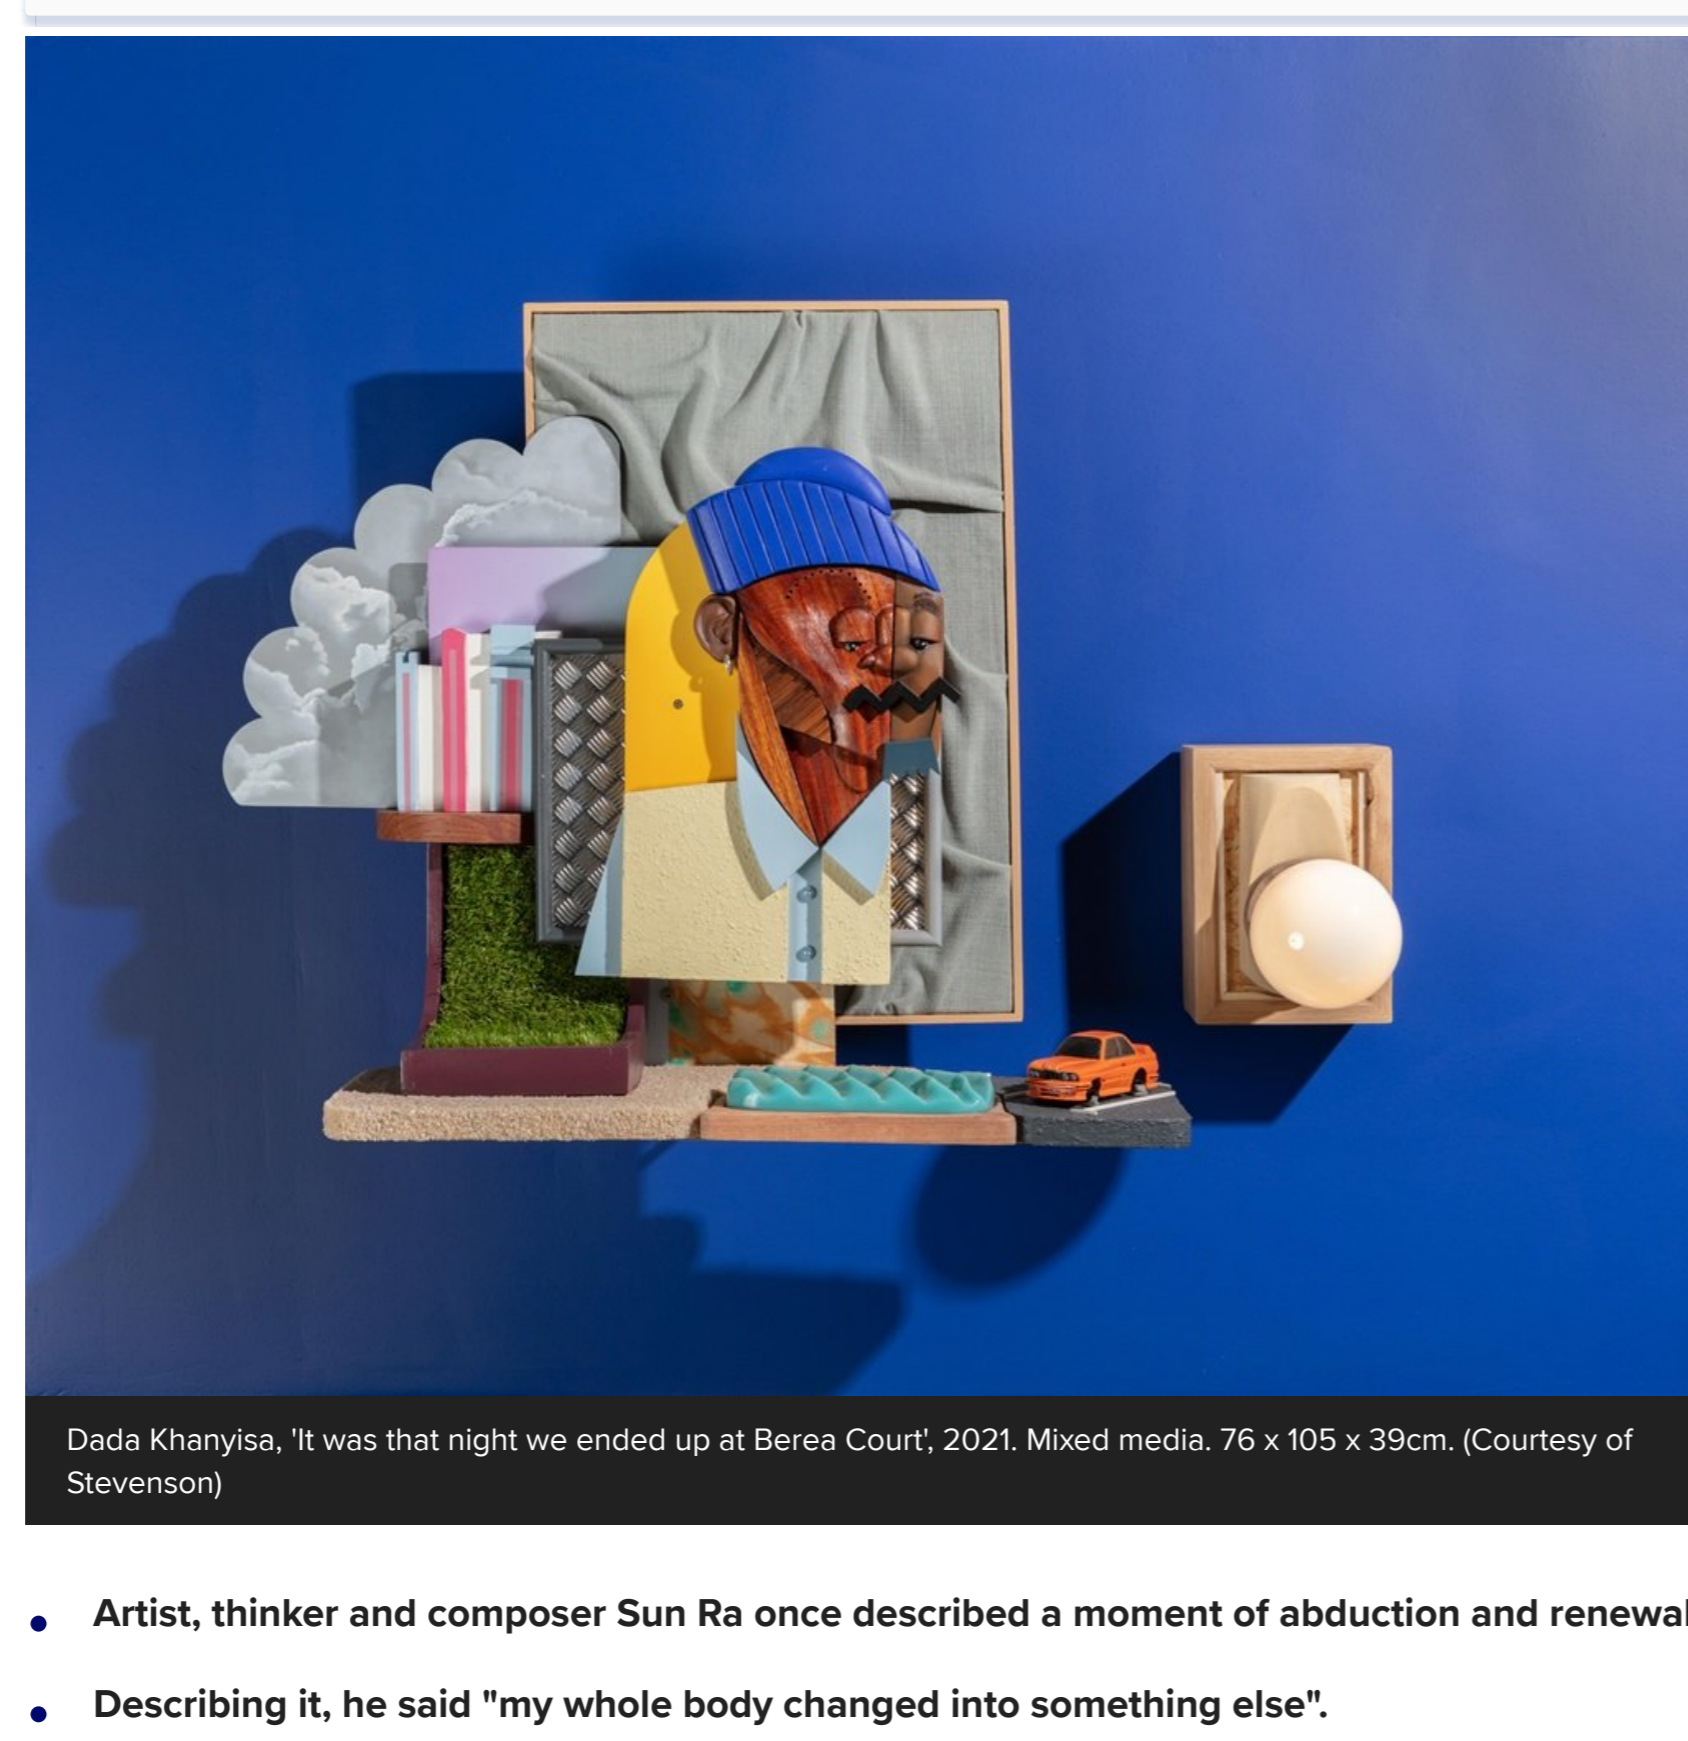 Dada Khanyisa, 'It was that night we ended up at Berea Court', 2021. Mixed media. 76 x 105 x 39cm. (Courtesy of
Stevenson)
Artist, thinker and composer Sun Ra once described a moment of abduction and renewal
Describing it, he said "my whole body changed into something else".